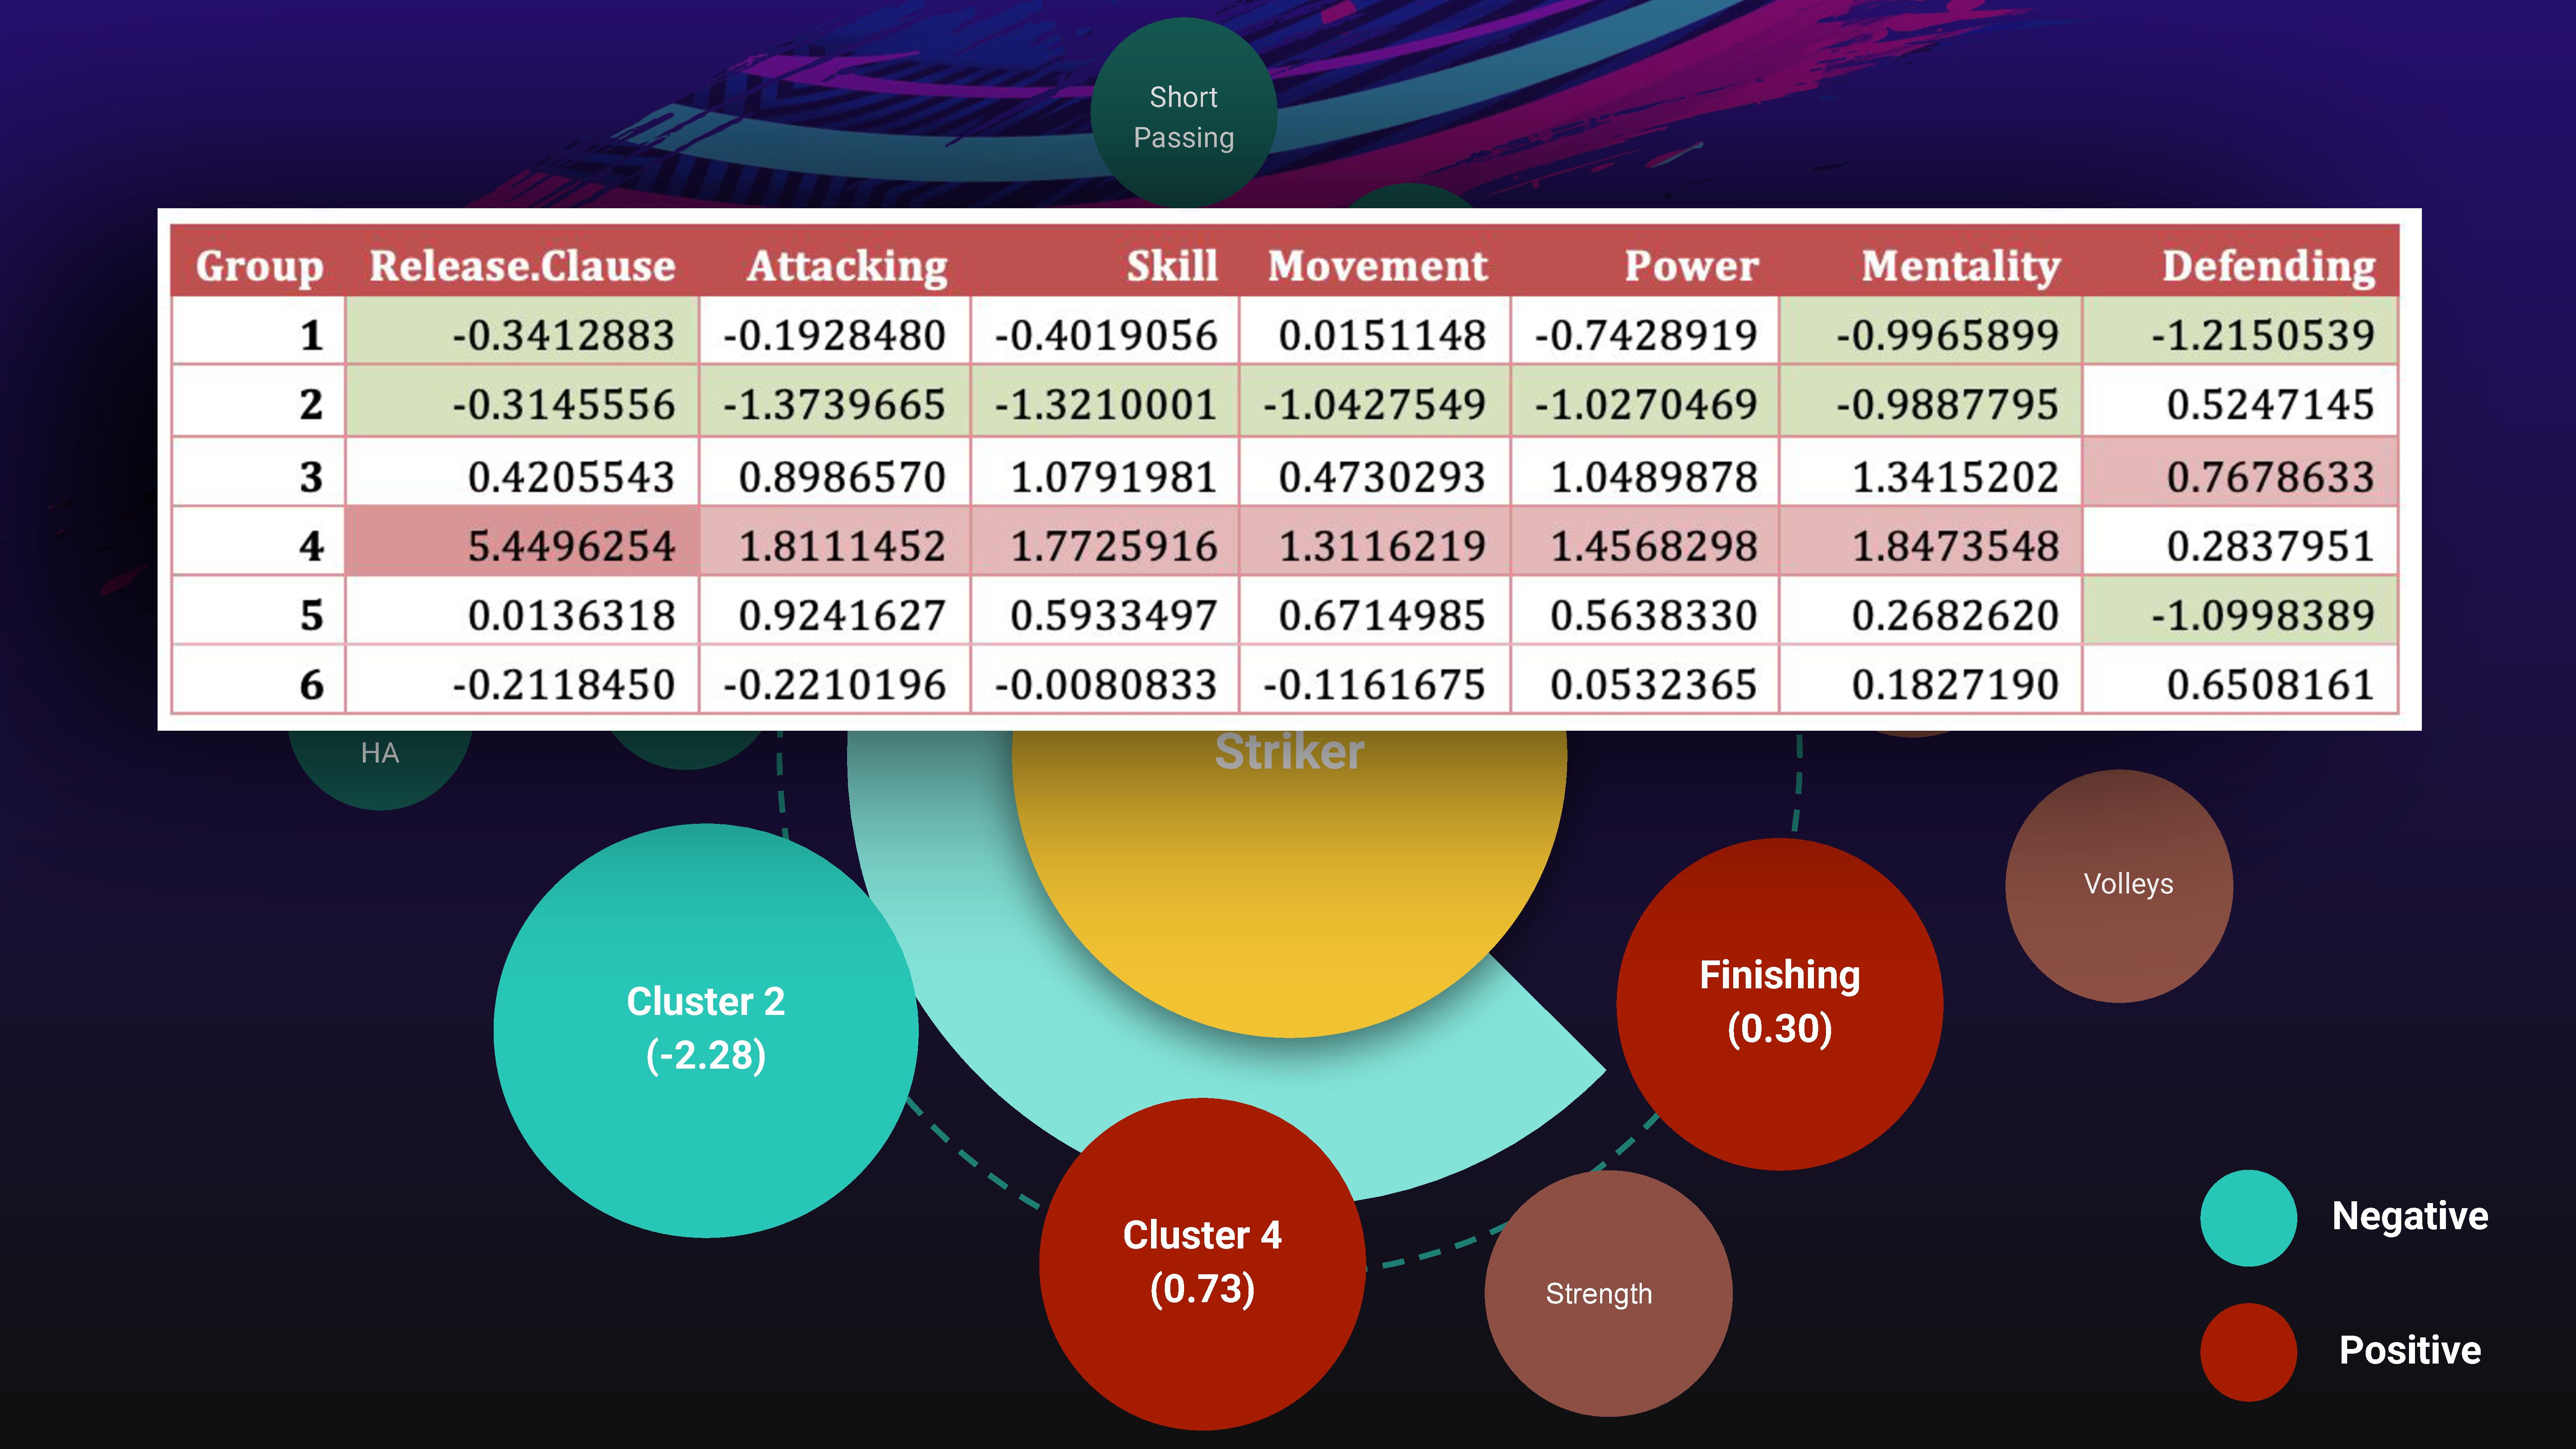 Short
Passing
Group Release.Clause Attacking Skill Movement Power Mentality Defending
1 -0.3412883 -0.1928480 -0.4019056 0.0151148 -0.7428919 -0.9965899 -1.2150539
2 -0.3145556 -1.3739665 -1.3210001 -1.0427549 -1.0270469 -0.9887795 0.5247145
3 0.4205543 0.8986570 1.0791981 0.4730293 1.0489878 1.3415202 0.7678633
4 5.4496254 1.8111452 1.7725916 1.3116219 1.4568298 1.8473548 0.2837951
5 0.0136318 0.9241627 0.5933497 0.6714985 0.5638330 0.2682620 -1.0998389
6 -0.2118450 -0.2210196 -0.0080833 -0.1161675 0.0532365 0.1827190 0.6508161
HA
Striker
Volleys
Cluster 2
(-2.28)
Finishing
(0.30)
Cluster 4
(0.73)
Strength
Negative
Positive